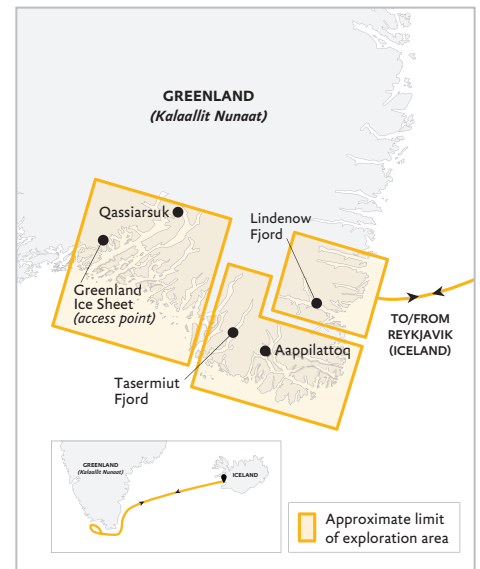 GREENLAND
(Kalaallit Nunaat)
Qassiarsuk
Lindenow
Fjord
Greenland
Ice Sheet
(access point)
TO/FROM
REYKJAVIK
(ICELAND)
Aappilattoq
Tasermiut
Fjord
GREENLAND
(Kalaallit Nunaat)
ICELAND
Approximate limit
of exploration area